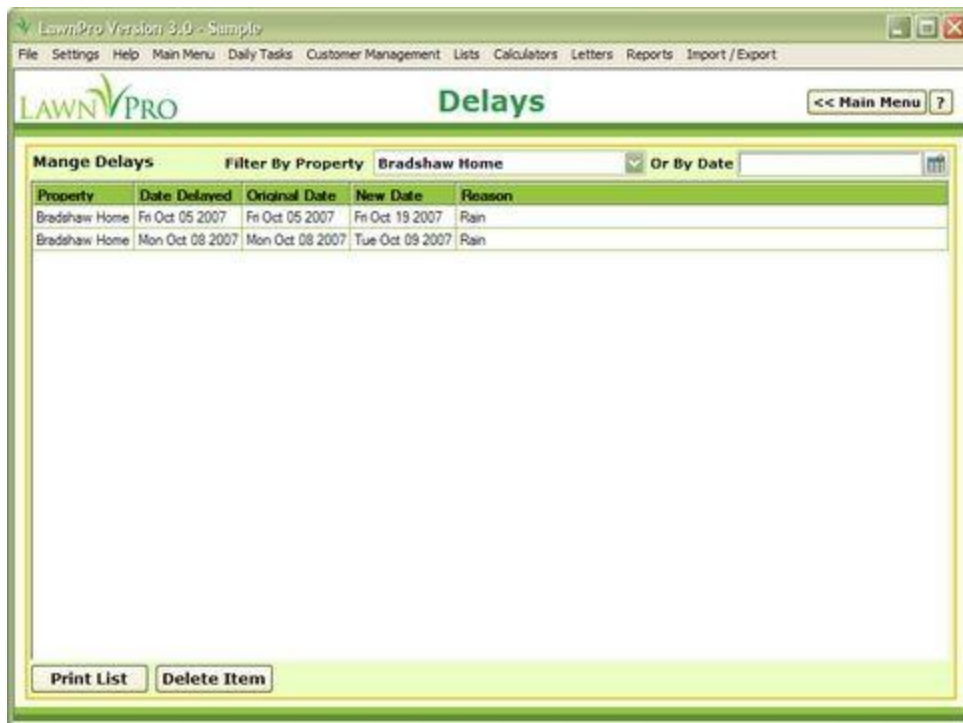 LawnPro Version 3.0 - Sample
File Settings Help Main Menu Daily Tasks Customer Management Lists Calculators Letters Reports Import / Export
LAWN PRO Delays << Main Menu ?
Mange Delays Filter By Property Bradshaw Home Or By Date
Property Date Delayed Original Date New Date Reason
Bradshaw Home Fri Oct 05 2007 Fri Oct 05 2007 Fri Oct 19 2007 Rain
Bradshaw Home Mon Oct 08 2007 Mon Oct 08 2007 Tue Oct 09 2007 Rain
Print List Delete Item